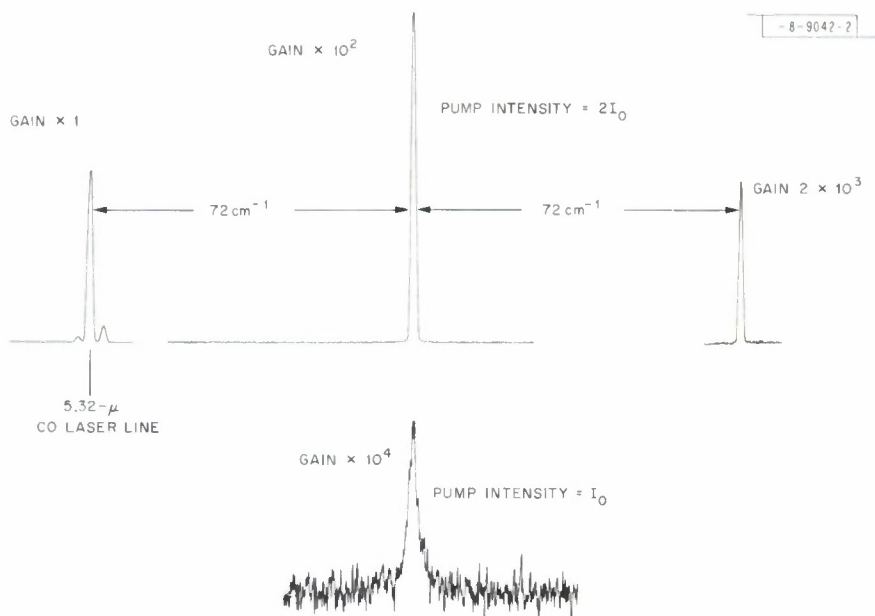 -8-9042-2
GAIN × 10²
PUMP INTENSITY = 2I₀
GAIN × 1
GAIN 2 × 10³
72 cm⁻¹
72 cm⁻¹
5.32-μ
CO LASER LINE
GAIN × 10⁴
PUMP INTENSITY = I₀